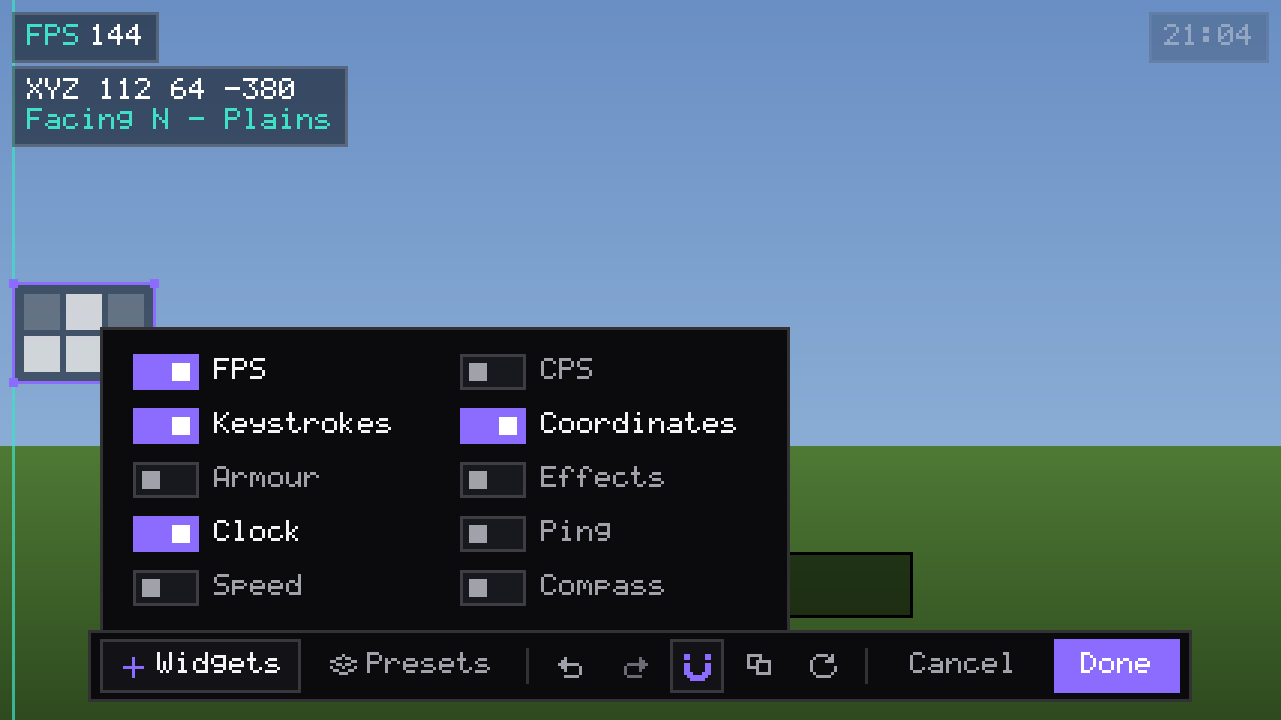 FPS 144
21:04
XYZ 112 64 -380
Facing N - Plains
FPS
CPS
Keystrokes
Coordinates
Armour
Effects
Clock
Ping
Speed
Compass
+ Widgets
Presets
Cancel
Done